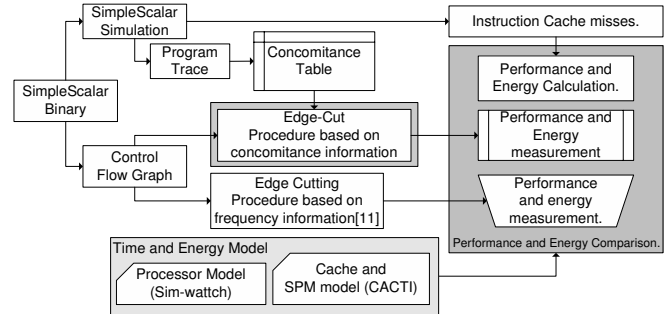 SimpleScalar
Simulation
Instruction Cache misses.
Program
Trace
Concomitance
Table
SimpleScalar
Binary
Performance and
Energy Calculation.
Edge-Cut
Procedure based on
concomitance information
Performance and
Energy
measurement
Control
Flow Graph
Edge Cutting
Procedure based on
frequency information[11]
Performance
and energy
measurement.
Performance and Energy Comparison.
Time and Energy Model
Processor Model
(Sim-wattch)
Cache and
SPM model (CACTI)